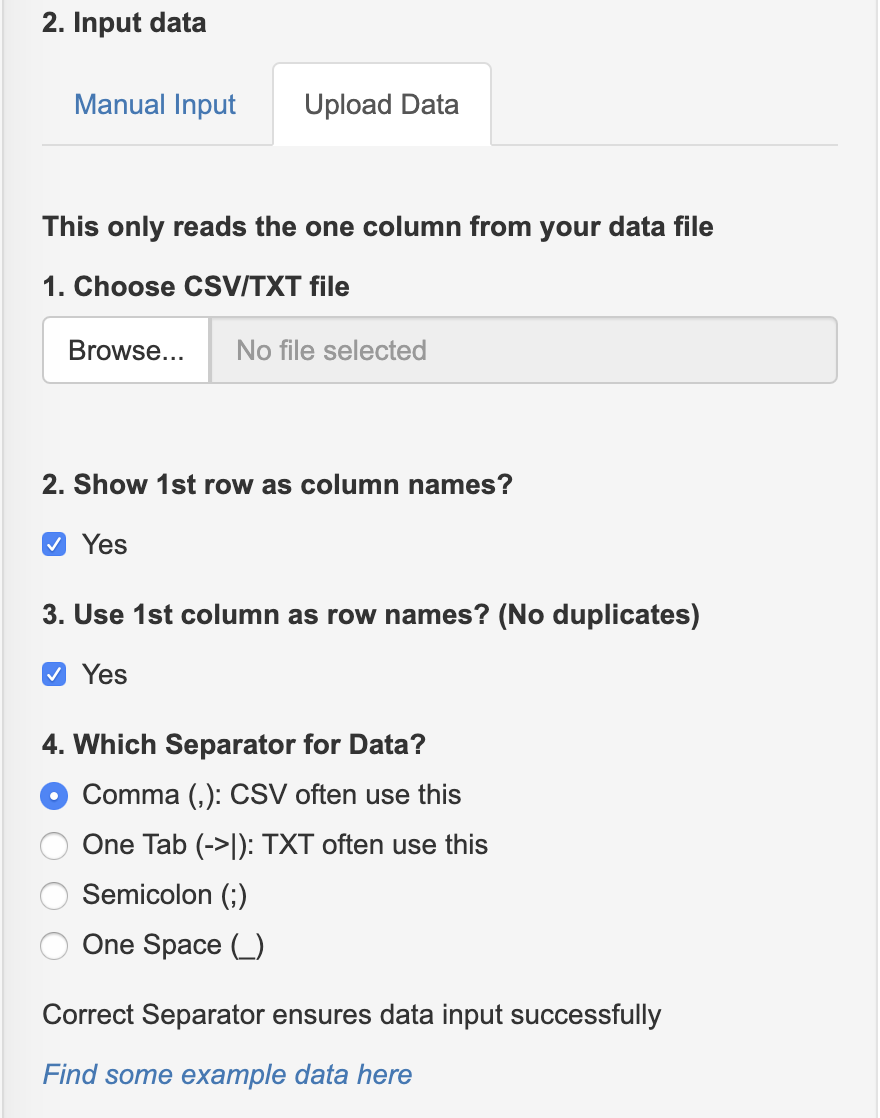 2. Input data
Manual Input
Upload Data
This only reads the one column from your data file
1. Choose CSV/TXT file
Browse...
No file selected
2. Show 1st row as column names?
Yes
3. Use 1st column as row names? (No duplicates)
Yes
4. Which Separator for Data?
Comma (,): CSV often use this
One Tab (->|): TXT often use this
Semicolon (;)
One Space (_)
Correct Separator ensures data input successfully
Find some example data here